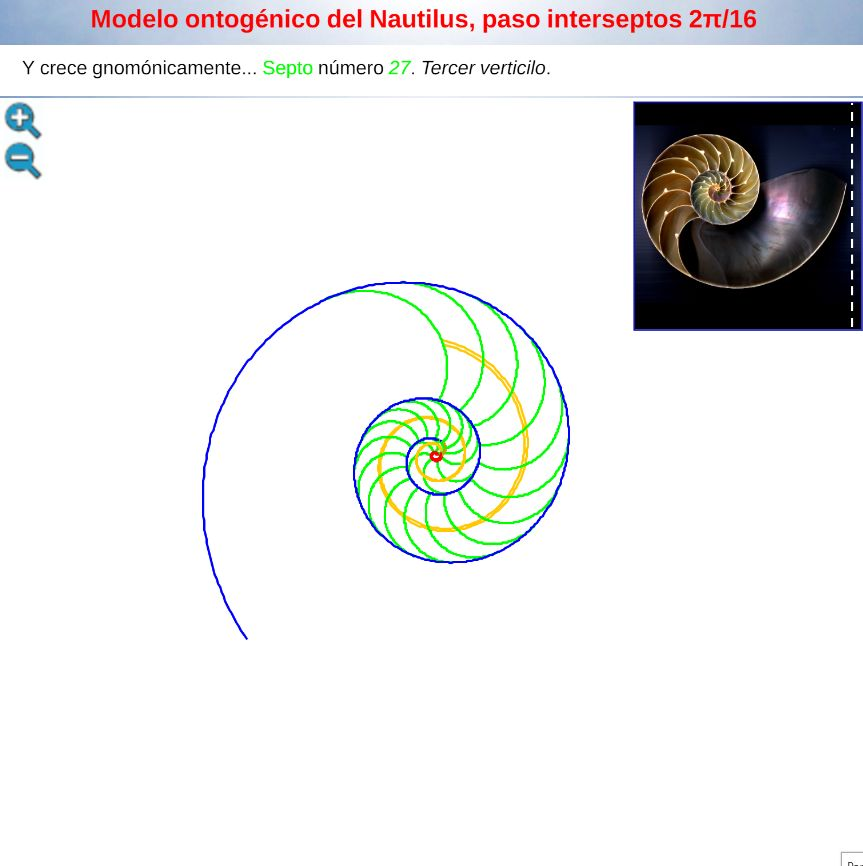 Modelo ontogénico del Nautilus, paso interseptos 2π/16
Y crece gnomónicamente... Septo número 27. Tercer verticilo.